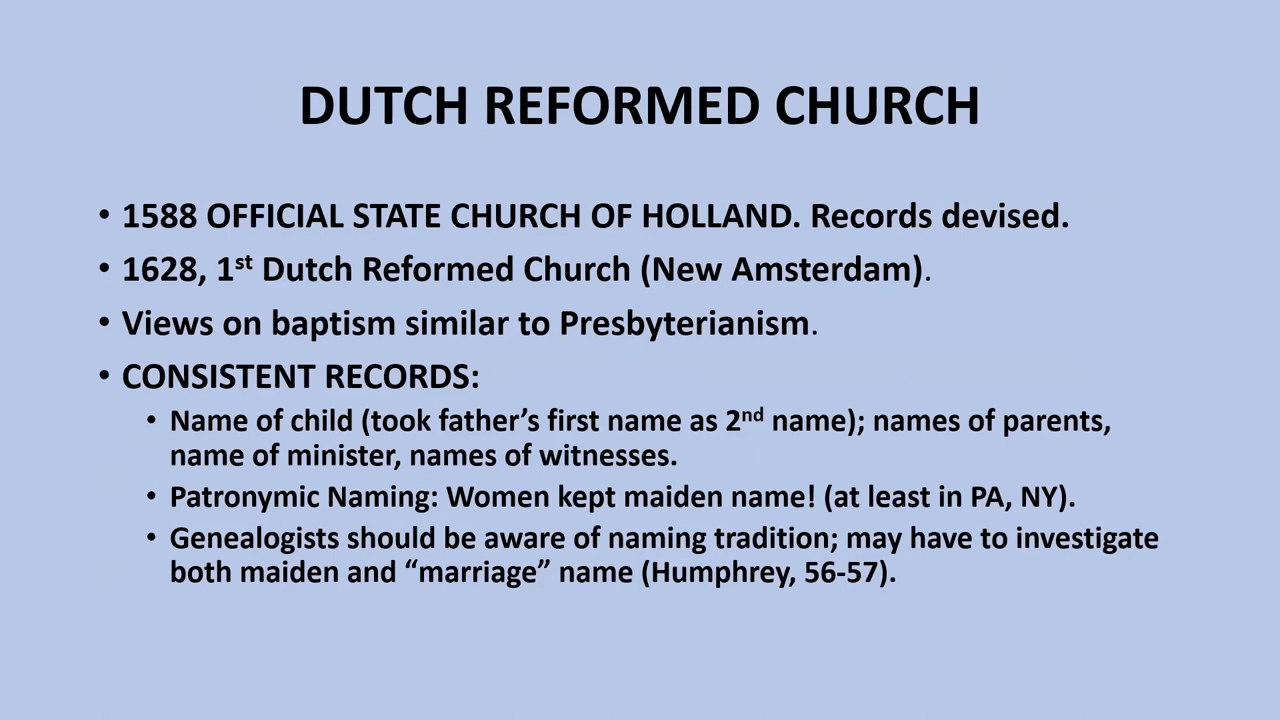 DUTCH REFORMED CHURCH
• 1588 OFFICIAL STATE CHURCH OF HOLLAND. Records devised.
• 1628, 1st Dutch Reformed Church (New Amsterdam).
• Views on baptism similar to Presbyterianism.
• CONSISTENT RECORDS:
• Name of child (took father’s first name as 2nd name); names of parents,
name of minister, names of witnesses.
• Patronymic Naming: Women kept maiden name! (at least in PA, NY).
• Genealogists should be aware of naming tradition; may have to investigate
both maiden and “marriage” name (Humphrey, 56-57).